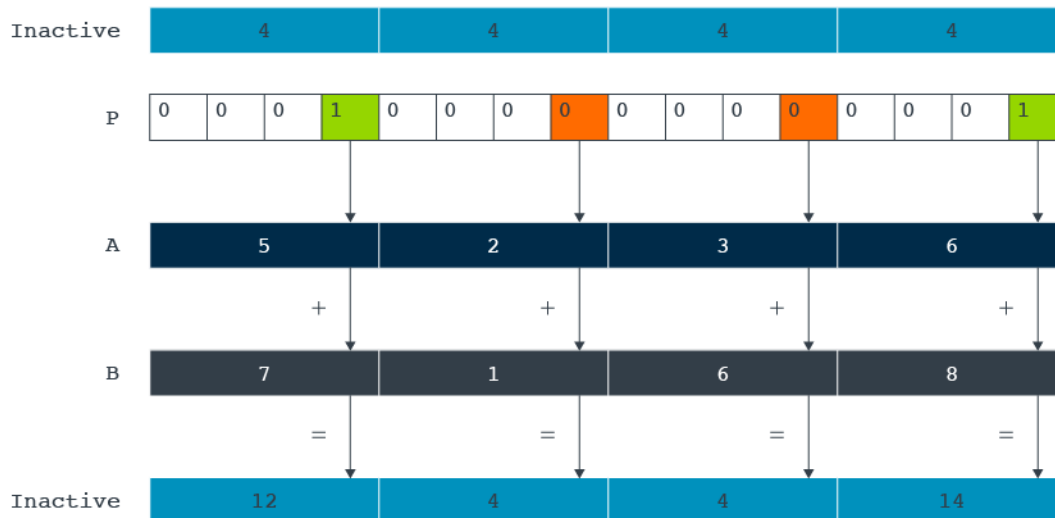 Inactive 4 4 4 4
P 0 0 0 1 0 0 0 0 0 0 0 0 0 0 0 1
A 5 2 3 6
+ + + +
B 7 1 6 8
= = = =
Inactive 12 4 4 14